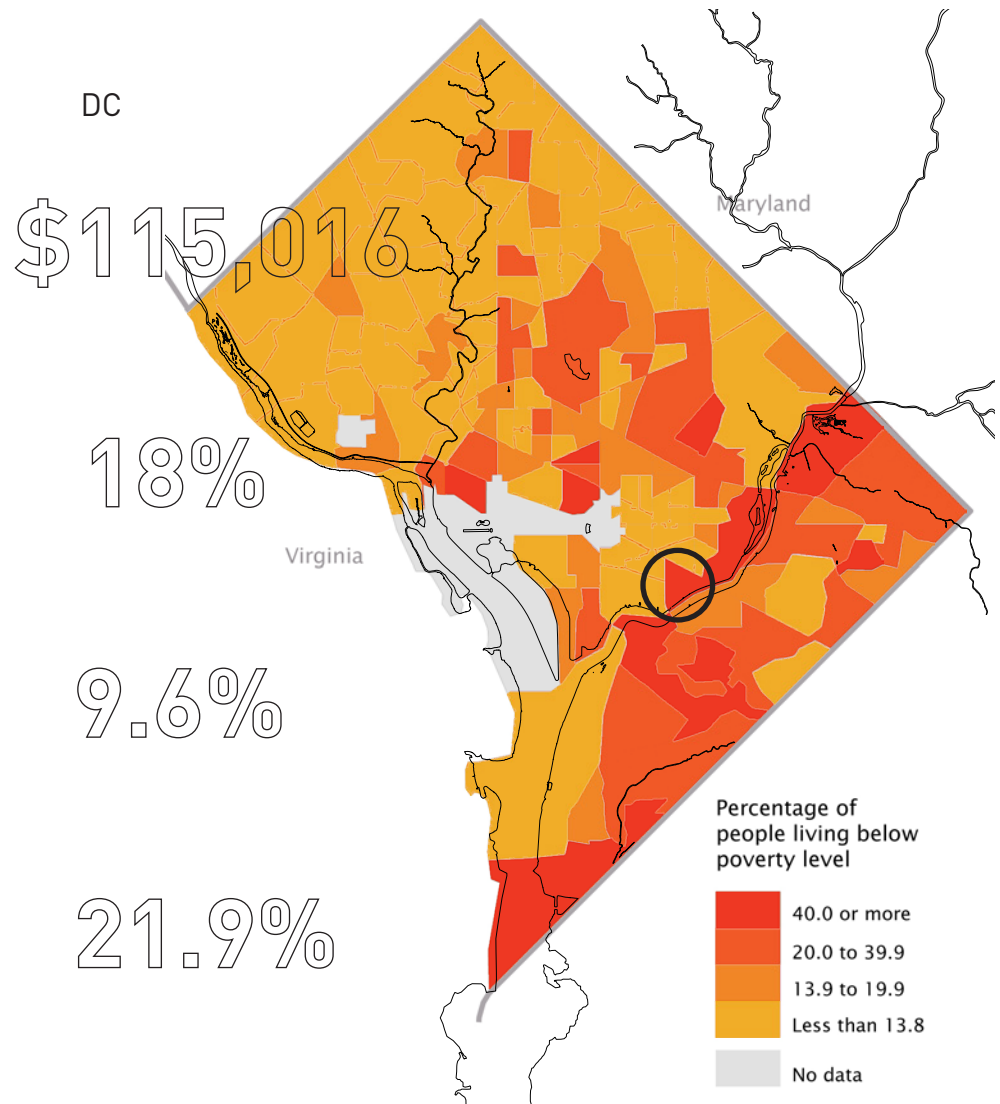 DC
$115,016
Maryland
18%
Virginia
9.6%
21.9%
Percentage of
people living below
poverty level
40.0 or more
20.0 to 39.9
13.9 to 19.9
Less than 13.8
No data